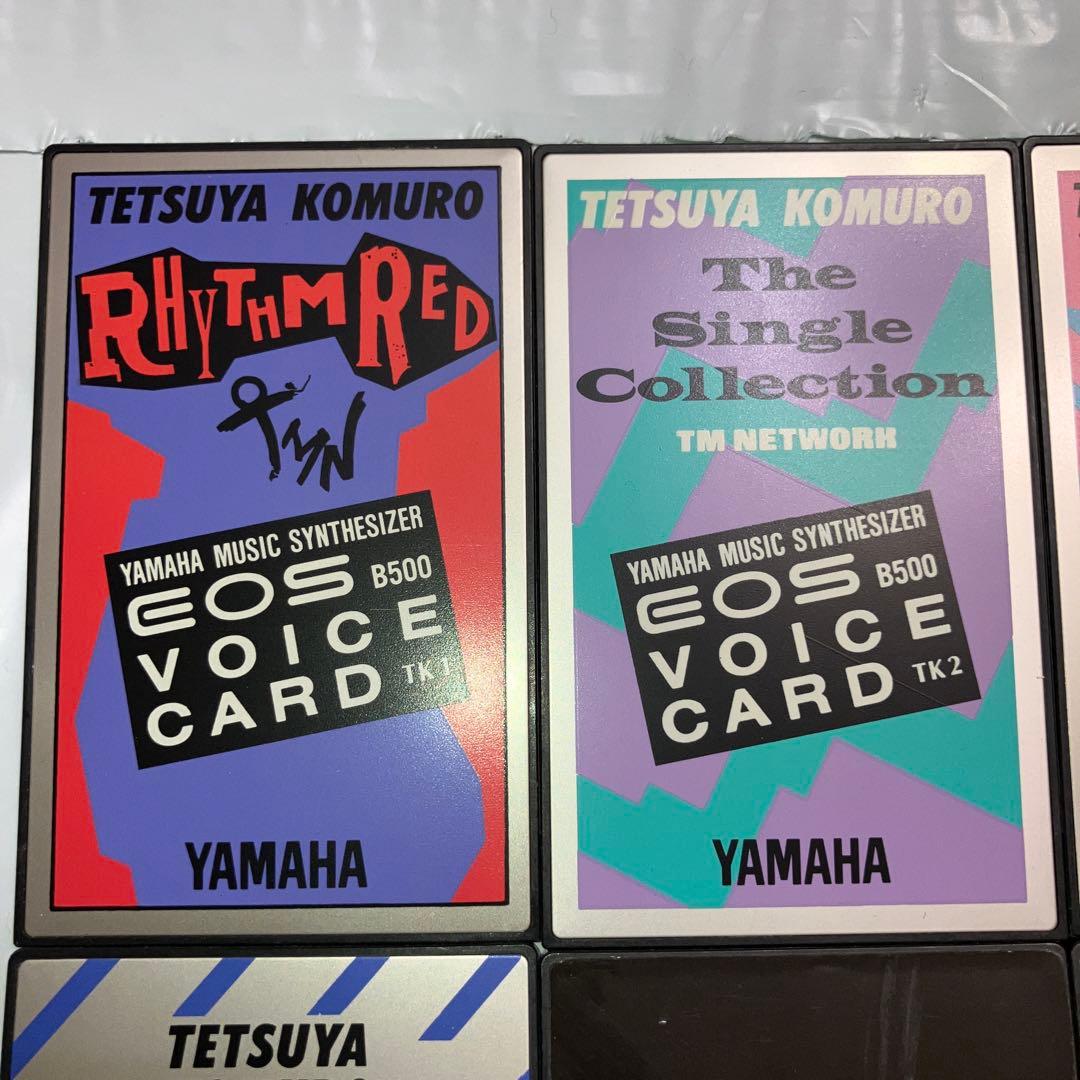 TETSUYA KOMURO
RHYTHM RED
TMN
YAMAHA MUSIC SYNTHESIZER
EOS B500
VOICE
CARD TK1
YAMAHA
TETSUYA KOMURO
The
Single
Collection
TM NETWORK
YAMAHA MUSIC SYNTHESIZER
EOS B500
VOICE
CARD TK2
YAMAHA
TETSUYA